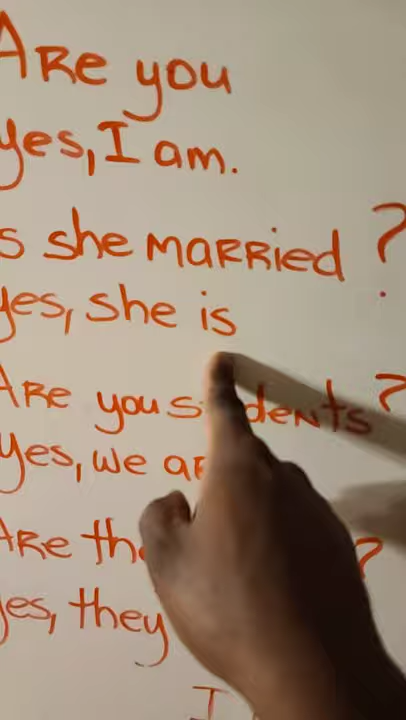 Are you
yes, I am.
s she married ?
yes, she is
Are you s dents ?
Yes, we a
Are th ?
yes, they
I